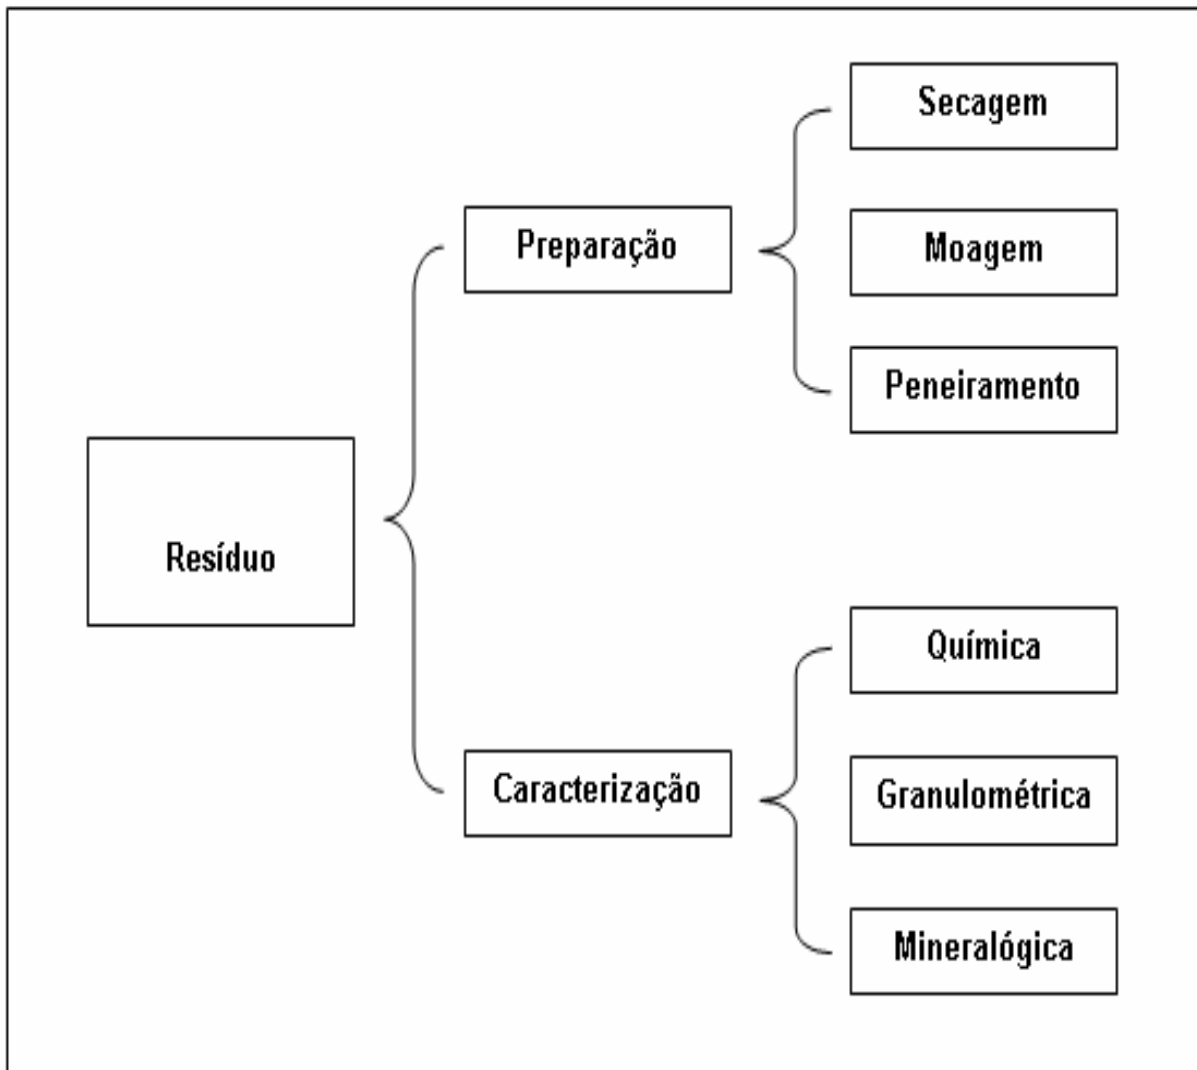 Resíduo
Preparação
Secagem
Moagem
Peneiramento
Caracterização
Química
Granulométrica
Mineralógica